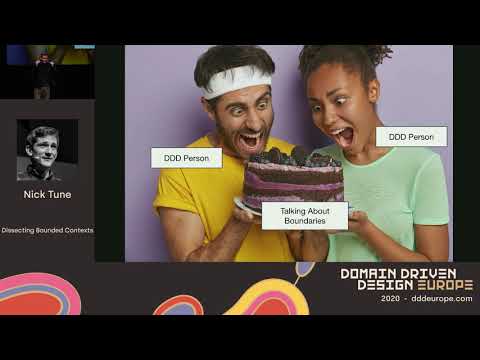 DDD Person
DDD Person
Talking About
Boundaries
Nick Tune
Dissecting Bounded Contexts
DOMAIN DRIVEN
DESIGN EUROPE
2020 - dddeurope.com